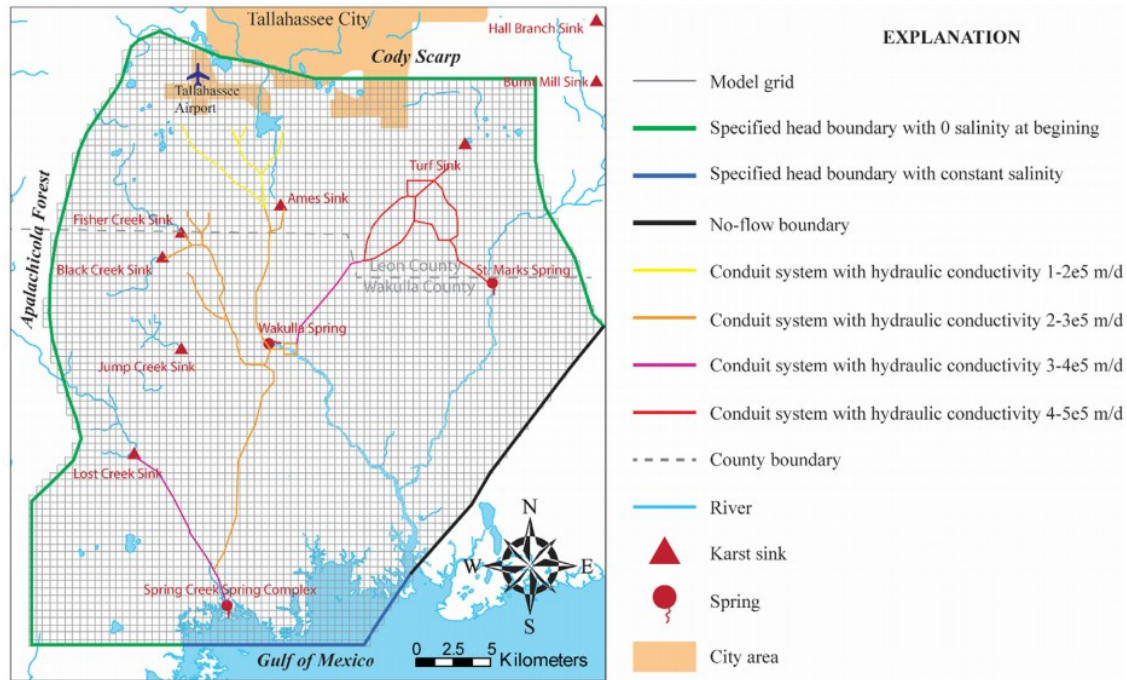 Tallahassee City
Hall Branch Sink
Cody Scarp
Burnt Mill Sink
Tallahassee
Airport
Turf Sink
Ames Sink
Apalachicola Forest
Fisher Creek Sink
Black Creek Sink
Leon County
St. Marks Spring
Wakulla County
Wakulla Spring
Jump Creek Sink
Lost Creek Sink
N
W
E
S
Spring Creek Spring Complex
Gulf of Mexico
0 2.5 5
Kilometers
EXPLANATION
Model grid
Specified head boundary with 0 salinity at begining
Specified head boundary with constant salinity
No-flow boundary
Conduit system with hydraulic conductivity 1-2e5 m/d
Conduit system with hydraulic conductivity 2-3e5 m/d
Conduit system with hydraulic conductivity 3-4e5 m/d
Conduit system with hydraulic conductivity 4-5e5 m/d
County boundary
River
Karst sink
Spring
City area